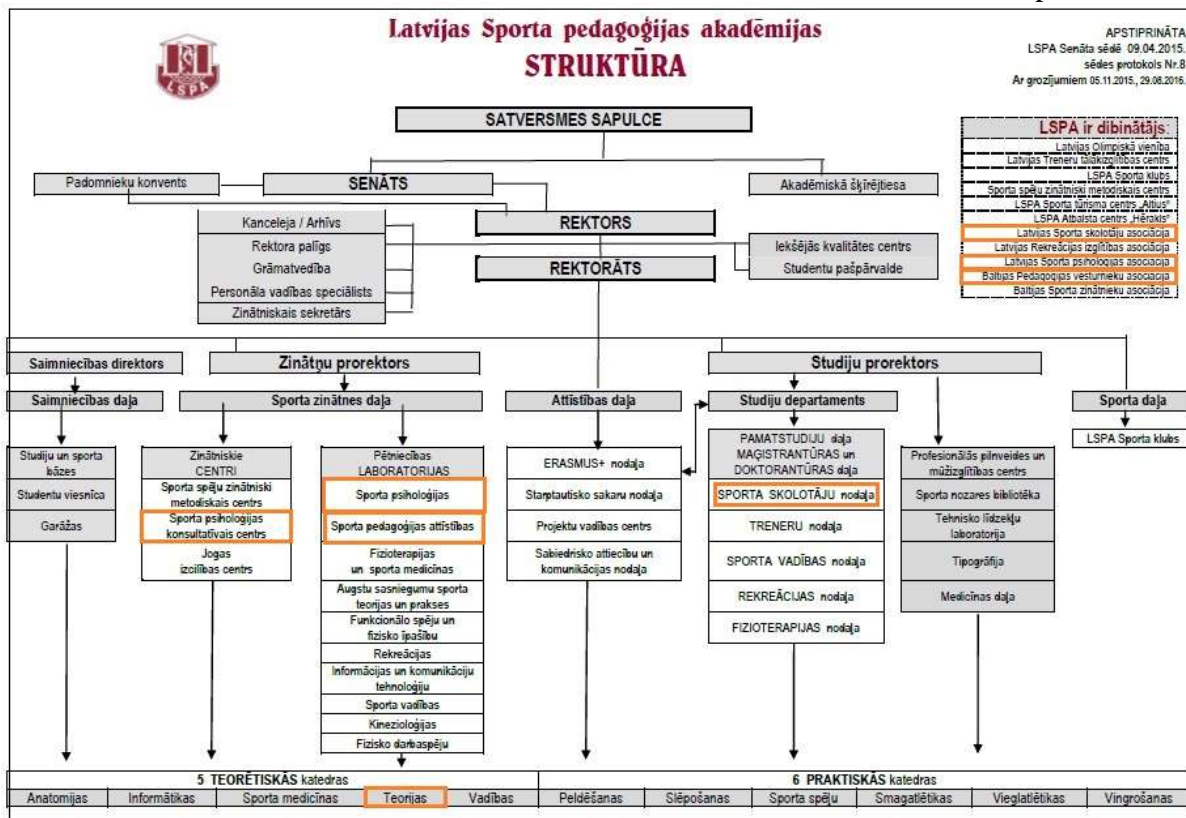 Latvijas Sporta pedagoģijas akadēmijas
STRUKTŪRA
LSPA
APSTIPRINĀTA
LSPA Senāta sēdē 09.04.2015.
sēdes protokols Nr.8
Ar grozījumiem 05.11.2015., 29.08.2016.
SATVERSMES SAPULCE
LSPA ir dibinātājs:
Latvijas Olimpiskā vienība
Latvijas Treneru tālākizglītības centrs
LSPA Sporta klubs
Sporta spēļu zinātniski metodiskais centrs
LSPA Sporta tūrisma centrs „Altius"
LSPA Atbalsta centrs „Hērakls"
Latvijas Sporta skolotāju asociācija
Latvijas Rekreācijas izglītības asociācija
Latvijas Sporta psiholoģijas asociācija
Baltijas Pedagoģijas vēsturnieku asociācija
Baltijas Sporta zinātnieku asociācija
Padomnieku konvents
SENĀTS
Akadēmiskā šķīrējtiesa
Kanceleja / Arhīvs
Rektora palīgs
Grāmatvedība
Personāla vadības speciālists
Zinātniskais sekretārs
REKTORS
REKTORĀTS
Iekšējās kvalitātes centrs
Studentu pašpārvalde
Saimniecības direktors
Zinātņu prorektors
Studiju prorektors
Saimniecības daļa
Sporta zinātnes daļa
Attīstības daļa
Studiju departaments
Sporta daļa
Studiju un sporta
bāzes
Studentu viesnīca
Garāžas
Zinātniskie
CENTRI
Sporta spēļu zinātniski
metodiskais centrs
Sporta psiholoģijas
konsultatīvais centrs
Jogas
izcilības centrs
Pētniecības
LABORATORIJAS
Sporta psiholoģijas
Sporta pedagoģijas attīstības
Fizioterapijas
un sporta medicīnas
Augstu sasniegumu sporta
teorijas un prakses
Funkcionālo spēju un
fizisko īpašību
Rekreācijas
Informācijas un komunikāciju
tehnoloģiju
Sporta vadības
Kinezioloģijas
Fizisko darbaspēju
ERASMUS+ nodaļa
Starptautisko sakaru nodaļa
Projektu vadības centrs
Sabiedrisko attiecību un
komunikācijas nodaļa
PAMATSTUDIJU daļa
MAĢISTRANTŪRAS un
DOKTORANTŪRAS daļa
SPORTA SKOLOTĀJU nodaļa
TRENERU nodaļa
SPORTA VADĪBAS nodaļa
REKREĀCIJAS nodaļa
FIZIOTERAPIJAS nodaļa
Profesionālās pilnveides un
mūžizglītības centrs
Sporta nozares bibliotēka
Tehnisko līdzekļu
laboratorija
Tipogrāfija
Medicīnas daļa
LSPA Sporta klubs
5 TEORĒTISKĀS katedras
6 PRAKTISKĀS katedras
Anatomijas Informātikas Sporta medicīnas Teorijas Vadības Peldēšanas Slēpošanas Sporta spēļu Smagatlētikas Vieglatlētikas Vingrošanas